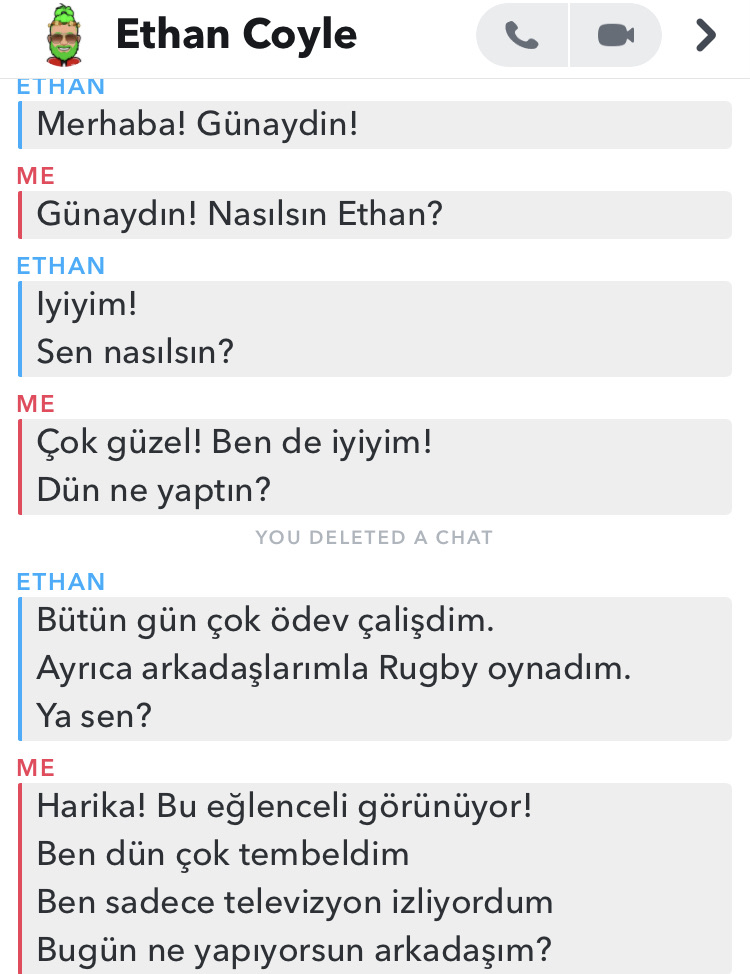 Ethan Coyle
ETHAN
Merhaba! Günaydin!
ME
Günaydın! Nasılsın Ethan?
ETHAN
Iyiyim!
Sen nasılsın?
ME
Çok güzel! Ben de iyiyim!
Dün ne yaptın?
YOU DELETED A CHAT
ETHAN
Bütün gün çok ödev çalişdim.
Ayrıca arkadaşlarımla Rugby oynadım.
Ya sen?
ME
Harika! Bu eğlenceli görünüyor!
Ben dün çok tembeldim
Ben sadece televizyon izliyordum
Bugün ne yapıyorsun arkadaşım?